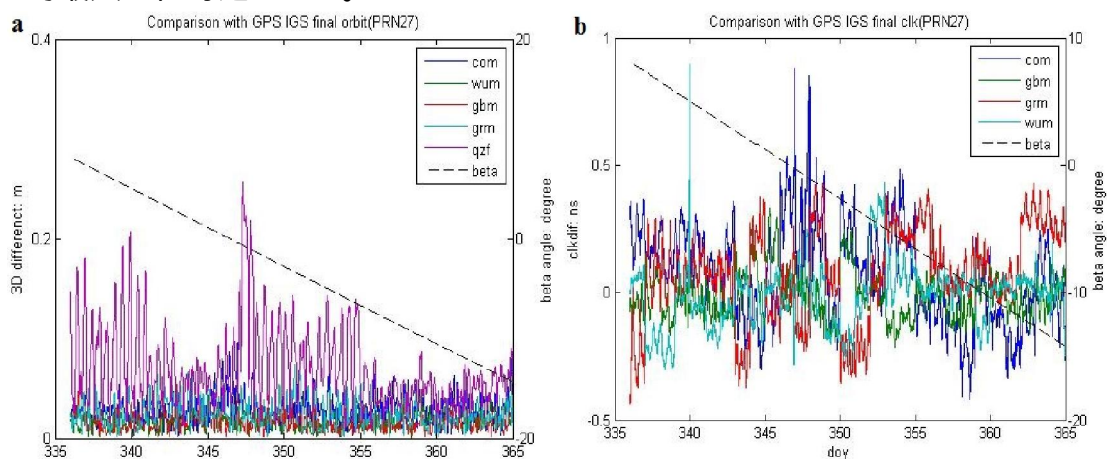 a
Comparison with GPS IGS final orbit(PRN27)
0.4
0.2
0
3D differenct: m
20
0
-20
beta angle: degree
com
wum
gbm
grm
qzf
beta
335 340 345 350 355 360 365
b
Comparison with GPS IGS final clk(PRN27)
1
0.5
0
-0.5
clkdif: ns
10
0
-10
-20
beta angle: degree
com
gbm
grm
wum
beta
335 340 345 350 355 360 365
doy